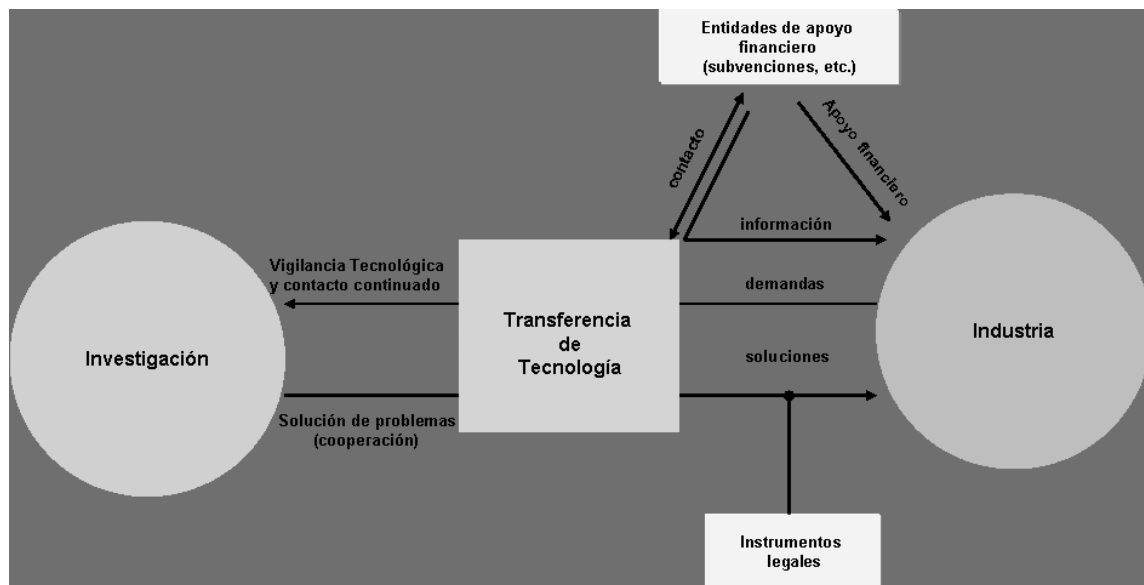 Entidades de apoyo
financiero
(subvenciones, etc.)
contacto
Apoyo financiero
información
Vigilancia Tecnológica
y contacto continuado
demandas
Transferencia
de
Tecnología
Investigación
Industria
soluciones
Solución de problemas
(cooperación)
Instrumentos
legales